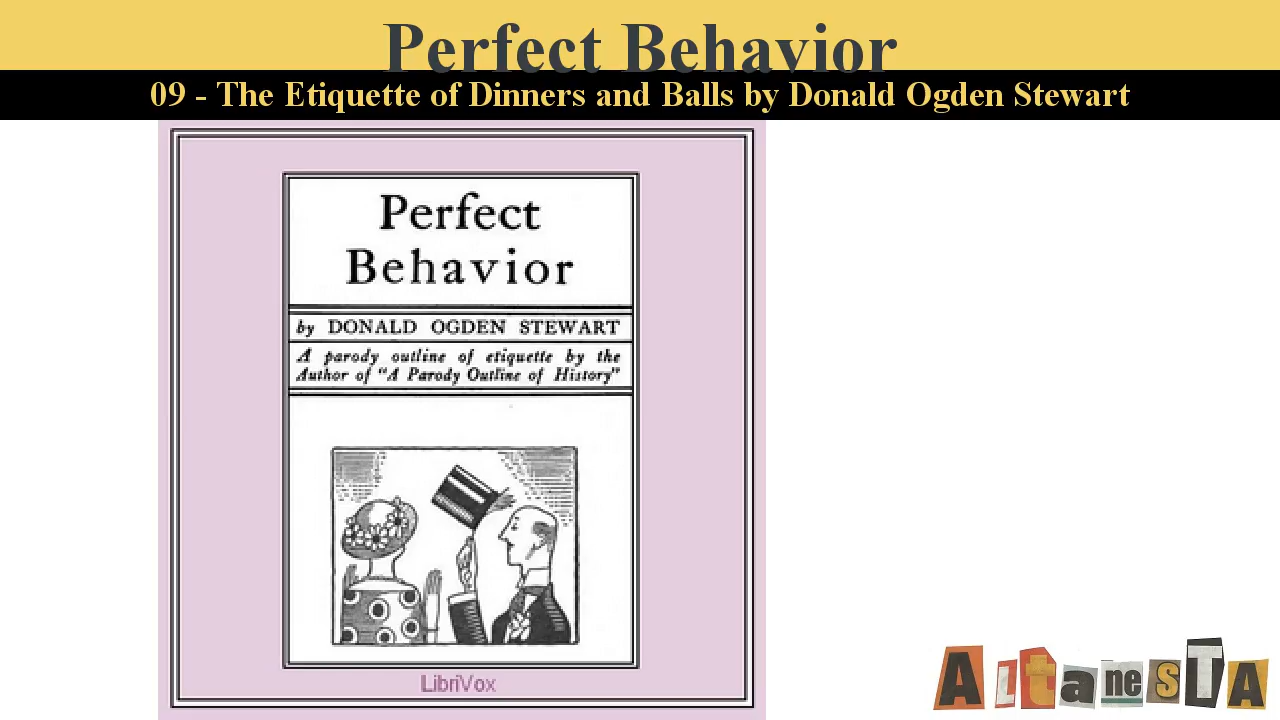 Perfect Behavior
09 - The Etiquette of Dinners and Balls by Donald Ogden Stewart
Perfect
Behavior
by DONALD OGDEN STEWART
A parody outline of etiquette by the
Author of "A Parody Outline of History"
LibriVox
AltanesTA